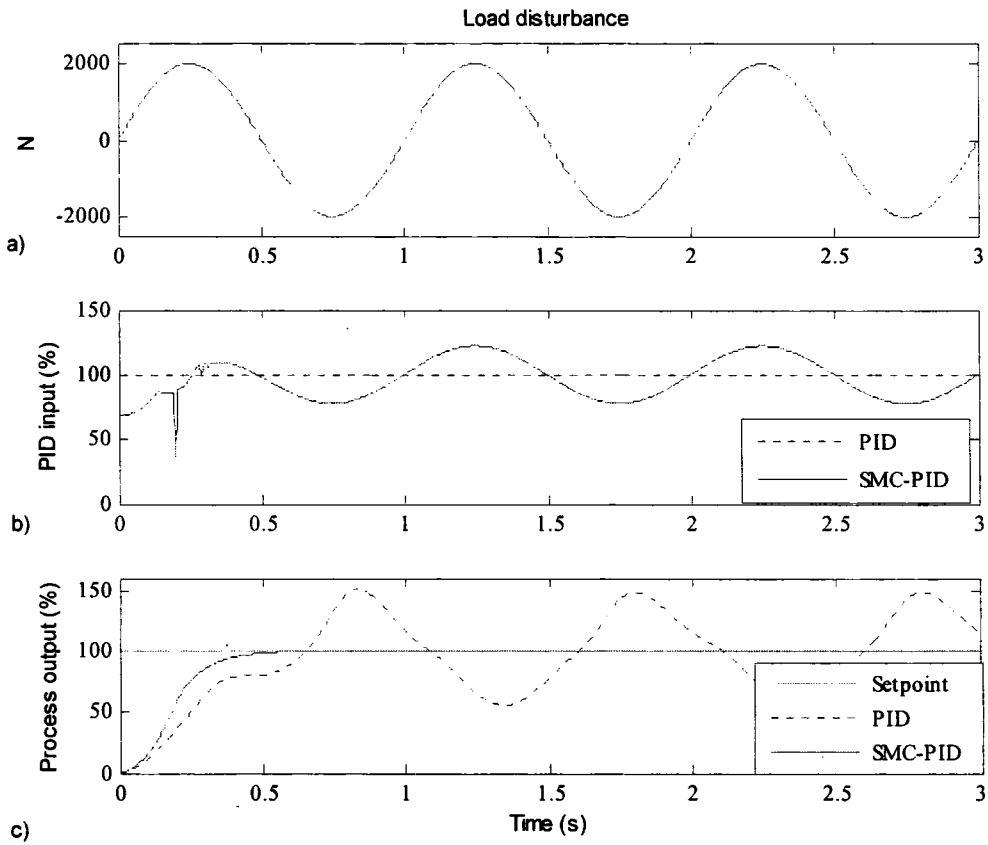 Load disturbance
2000
0
-2000
N
0 0.5 1 1.5 2 2.5 3
a)
150
100
50
0
PID input (%)
PID
SMC-PID
0 0.5 1 1.5 2 2.5 3
b)
150
100
50
0
Process output (%)
Setpoint
PID
SMC-PID
0 0.5 1 1.5 2 2.5 3
Time (s)
c)